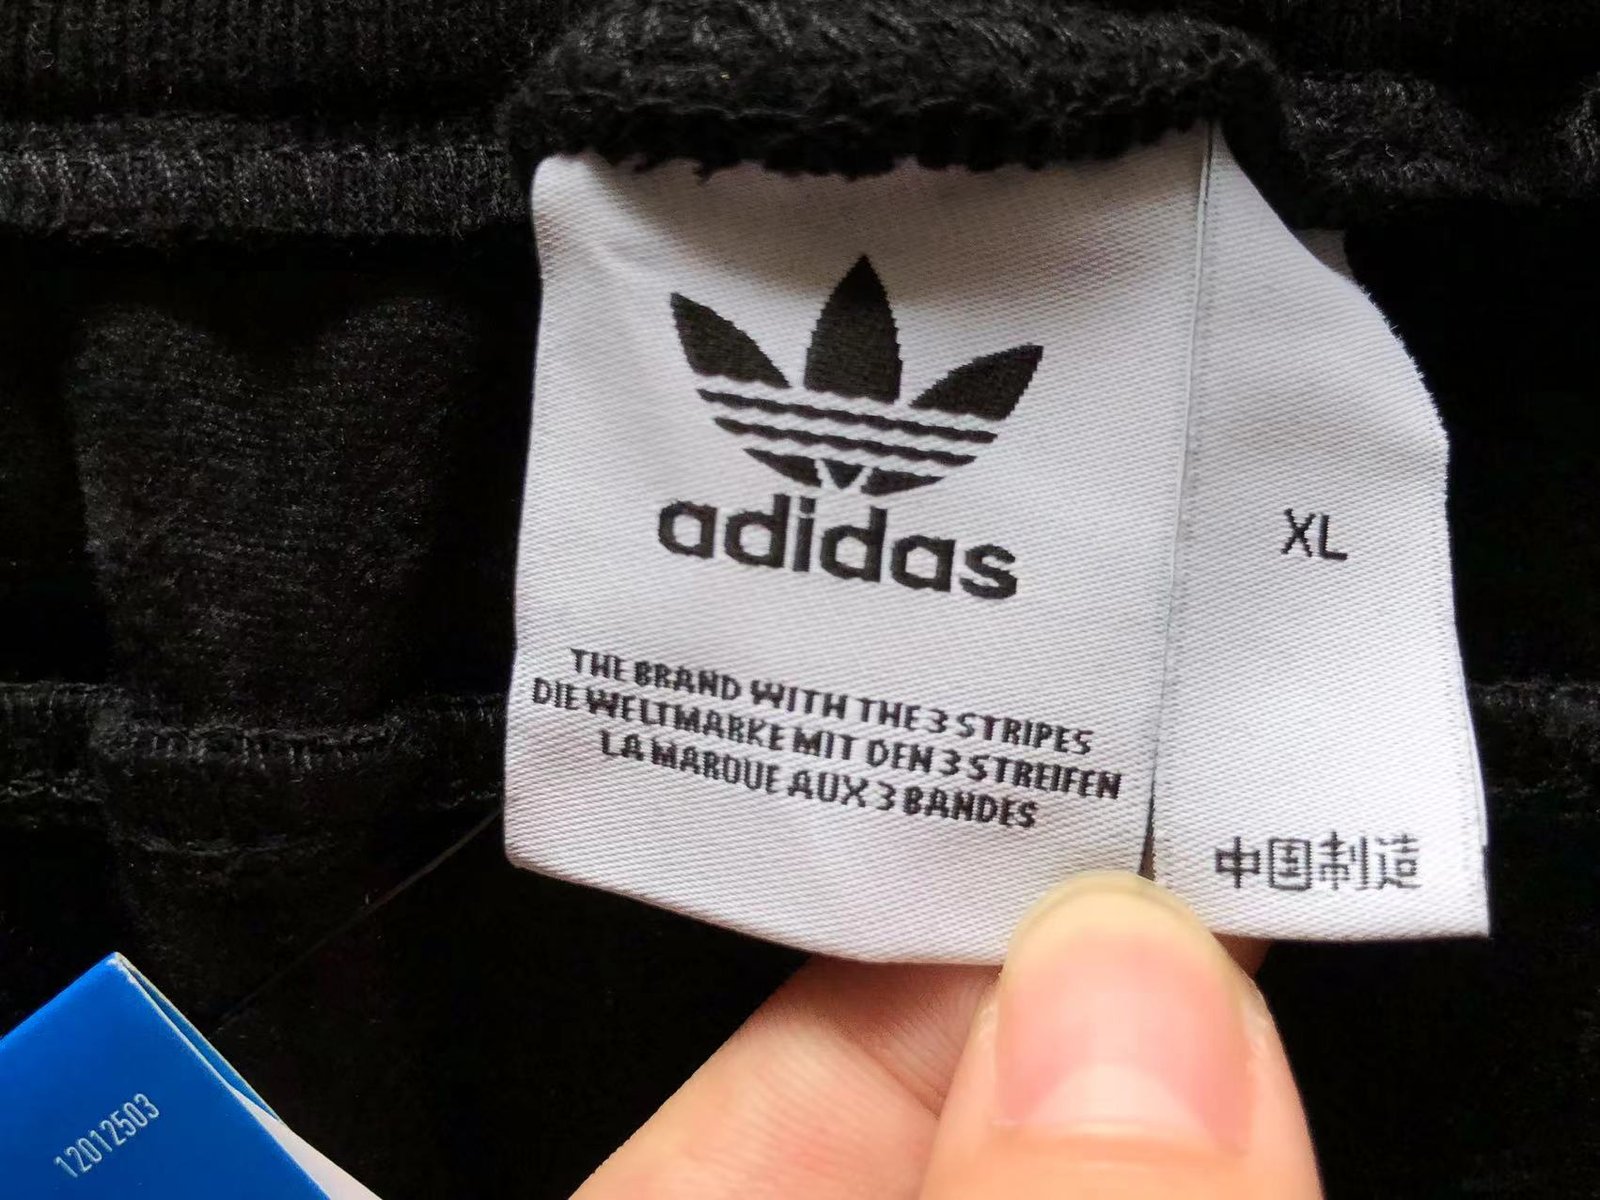 adidas
THE BRAND WITH THE 3 STRIPES
DIE WELTMARKE MIT DEN 3 STREIFEN
LA MARQUE AUX 3 BANDES
XL
中国制造
12012503